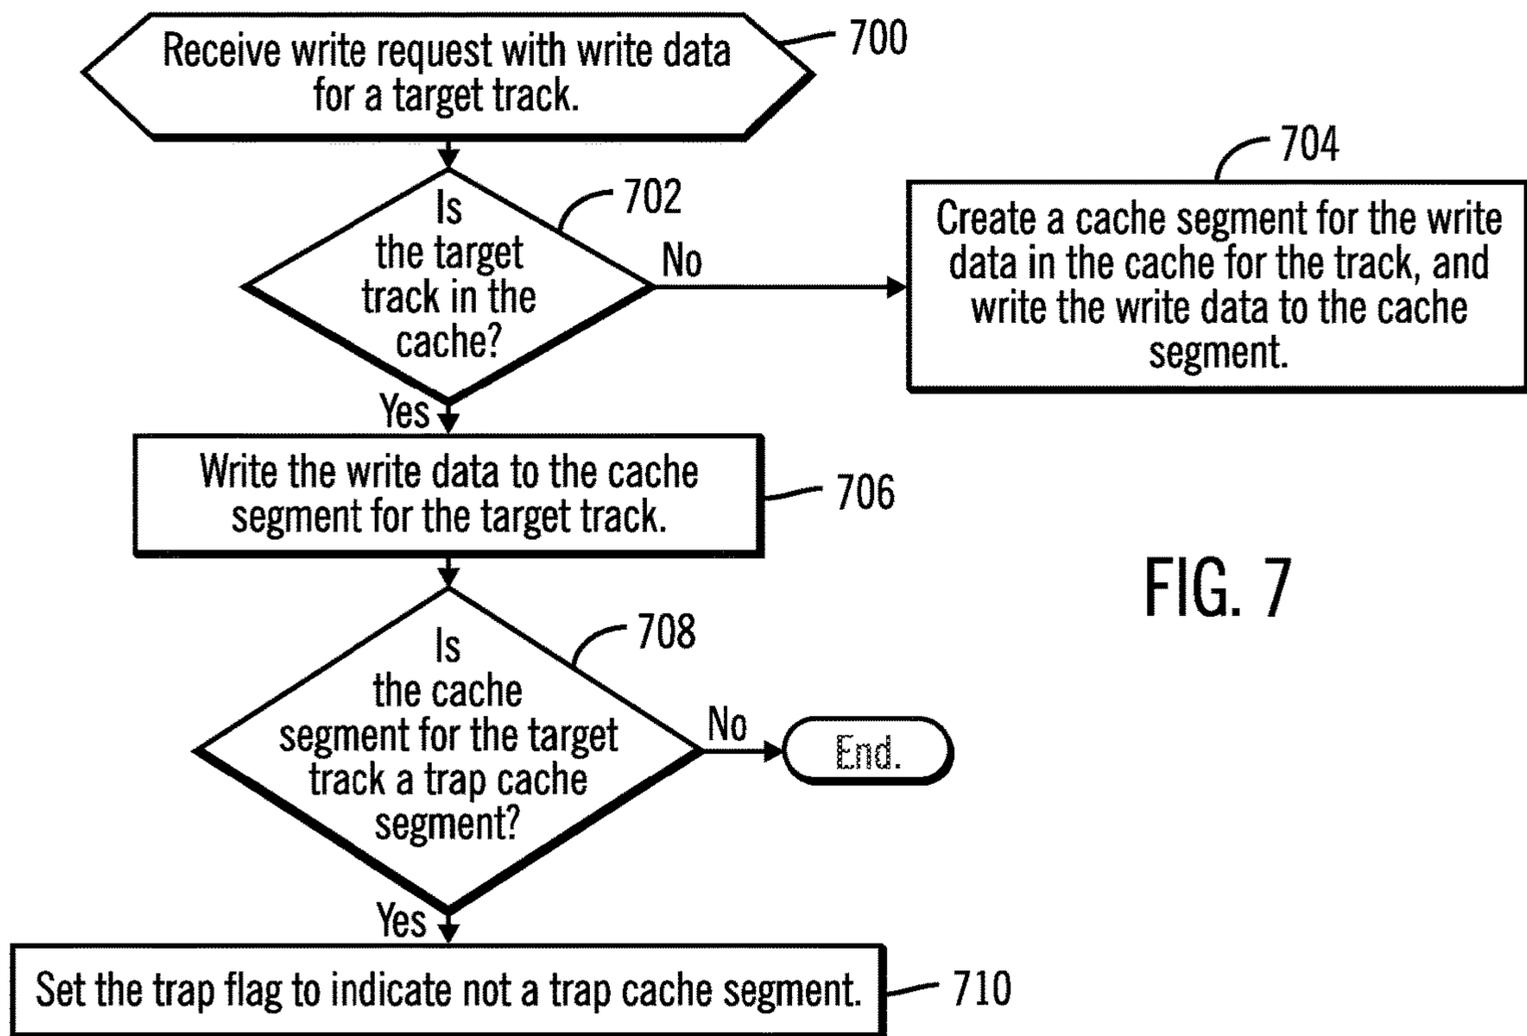 Receive write request with write data
for a target track.
700
702
Is
the target
track in the
cache?
No
704
Create a cache segment for the write
data in the cache for the track, and
write the write data to the cache
segment.
Yes
Write the write data to the cache
segment for the target track.
706
FIG. 7
708
Is
the cache
segment for the target
track a trap cache
segment?
No
End.
Yes
Set the trap flag to indicate not a trap cache segment.
710